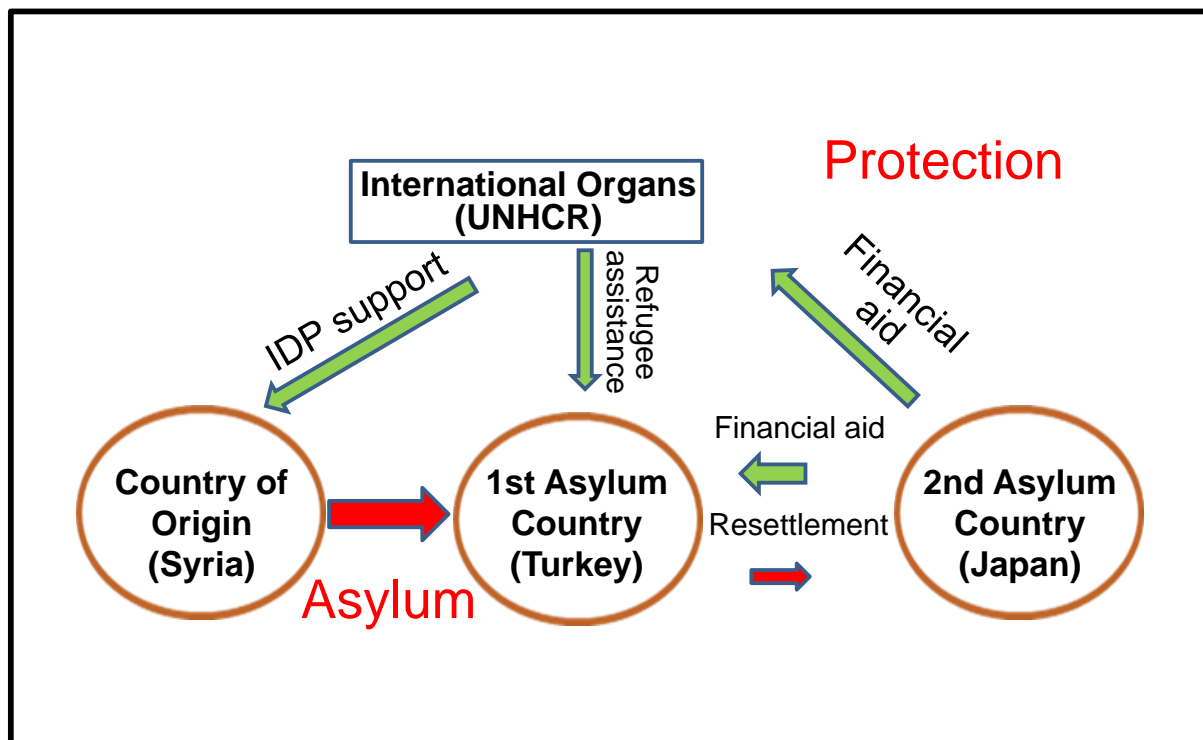 Protection
International Organs
(UNHCR)
IDP support
Refugee
assistance
Financial
aid
Financial aid
Country of
Origin
(Syria)
1st Asylum
Country
(Turkey)
Resettlement
2nd Asylum
Country
(Japan)
Asylum